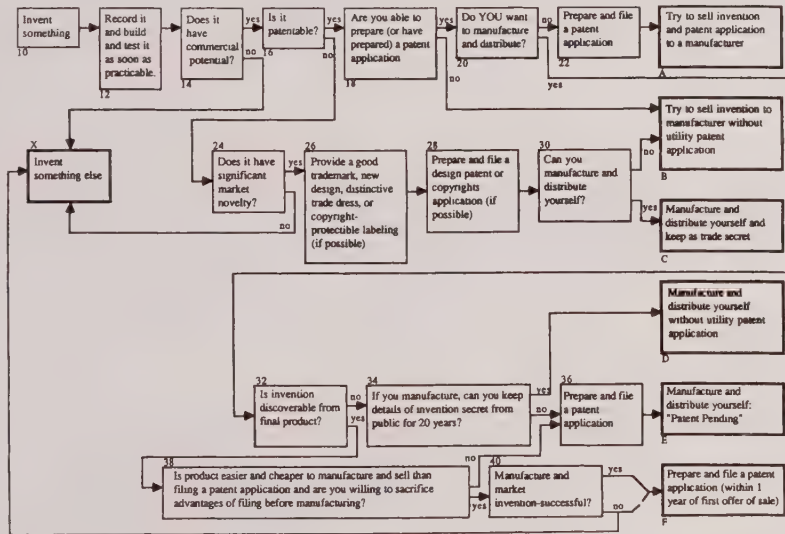 Invent
something
10
Record it
and build
and test it
as soon as
practicable.
12
Does it
have
commercial
potential?
14
yes
no
Is it
patentable?
16
yes
no
Are you able to
prepare (or have
prepared) a patent
application
18
yes
no
Do YOU want
to manufacture
and distribute?
20
no
yes
Prepare and file
a patent
application
22
Try to sell invention
and patent application
to a manufacturer
A
Try to sell invention to
manufacturer without
utility patent
application
B
X
Invent
something else
24
Does it have
significant
market
novelty?
yes
no
26
Provide a good
trademark, new
design, distinctive
trade dress, or
copyright-
protectible labeling
(if possible)
28
Prepare and file a
design patent or
copyrights
application (if
possible)
30
Can you
manufacture and
distribute
yourself?
no
yes
Manufacture and
distribute yourself and
keep as trade secret
C
Manufacture and
distribute yourself
without utility patent
application
D
32
Is invention
discoverable from
final product?
no
yes
34
If you manufacture, can you keep
details of invention secret from
public for 20 years?
yes
no
36
Prepare and file
a patent
application
Manufacture and
distribute yourself:
"Patent Pending"
E
38
Is product easier and cheaper to manufacture and sell than
filing a patent application and are you willing to sacrifice
advantages of filing before manufacturing?
no
yes
40
Manufacture and
market
invention-successful?
yes
no
Prepare and file a patent
application (within 1
year of first offer of sale)
F